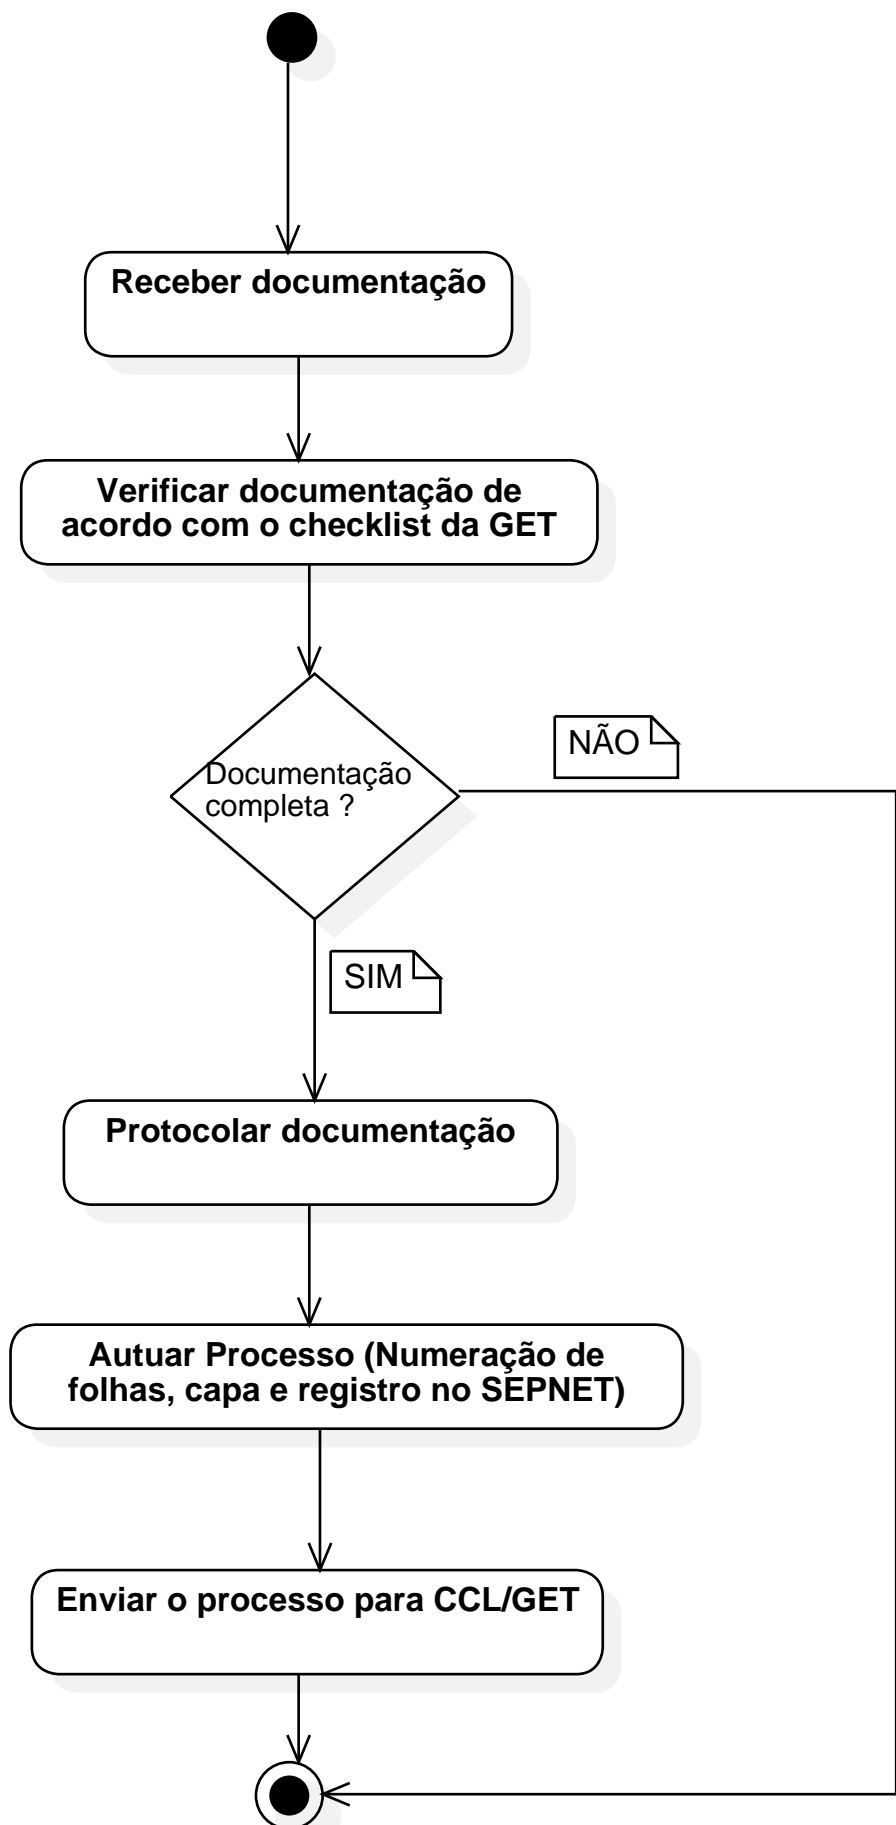 Receber documentação
Verificar documentação de
acordo com o checklist da GET
Documentação
completa ?
NÃO
SIM
Protocolar documentação
Autuar Processo (Numeração de
folhas, capa e registro no SEPNET)
Enviar o processo para CCL/GET